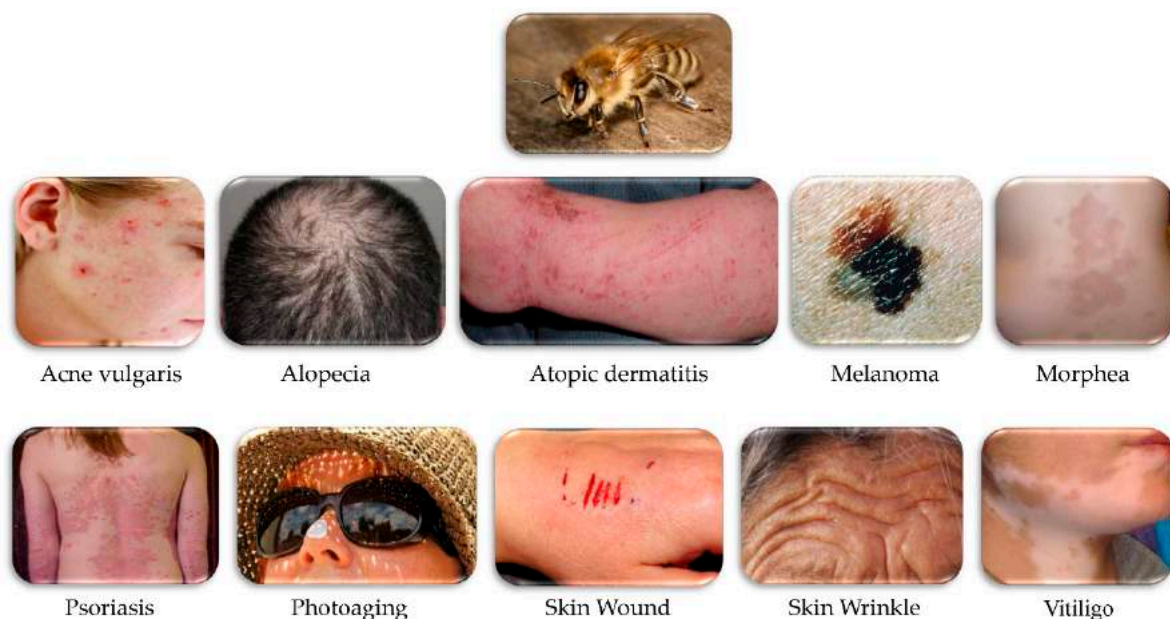 Acne vulgaris
Alopecia
Atopic dermatitis
Melanoma
Morphea
Psoriasis
Photoaging
Skin Wound
Skin Wrinkle
Vitiligo